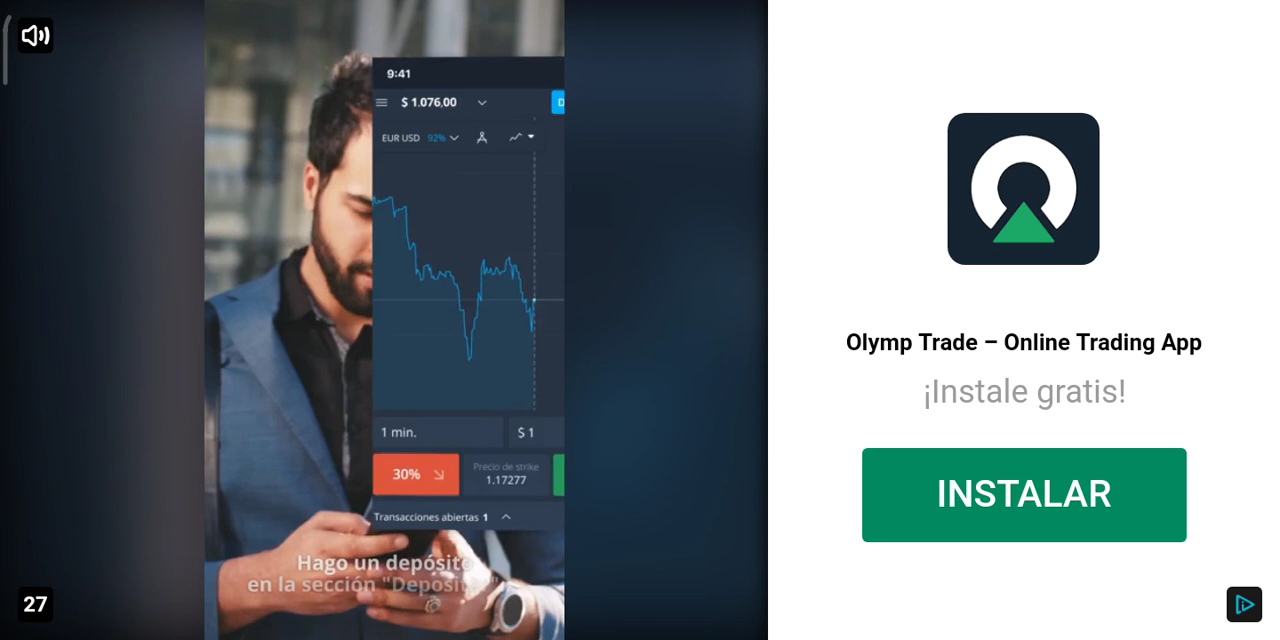 9:41
$ 1.076,00
D
EUR USD 92%
1 min.
$ 1
30%
Precio de strike
1.17277
Transacciones abiertas 1
Hago un depósito
en la sección "Depósitos"
27
Olymp Trade – Online Trading App
¡Instale gratis!
INSTALAR